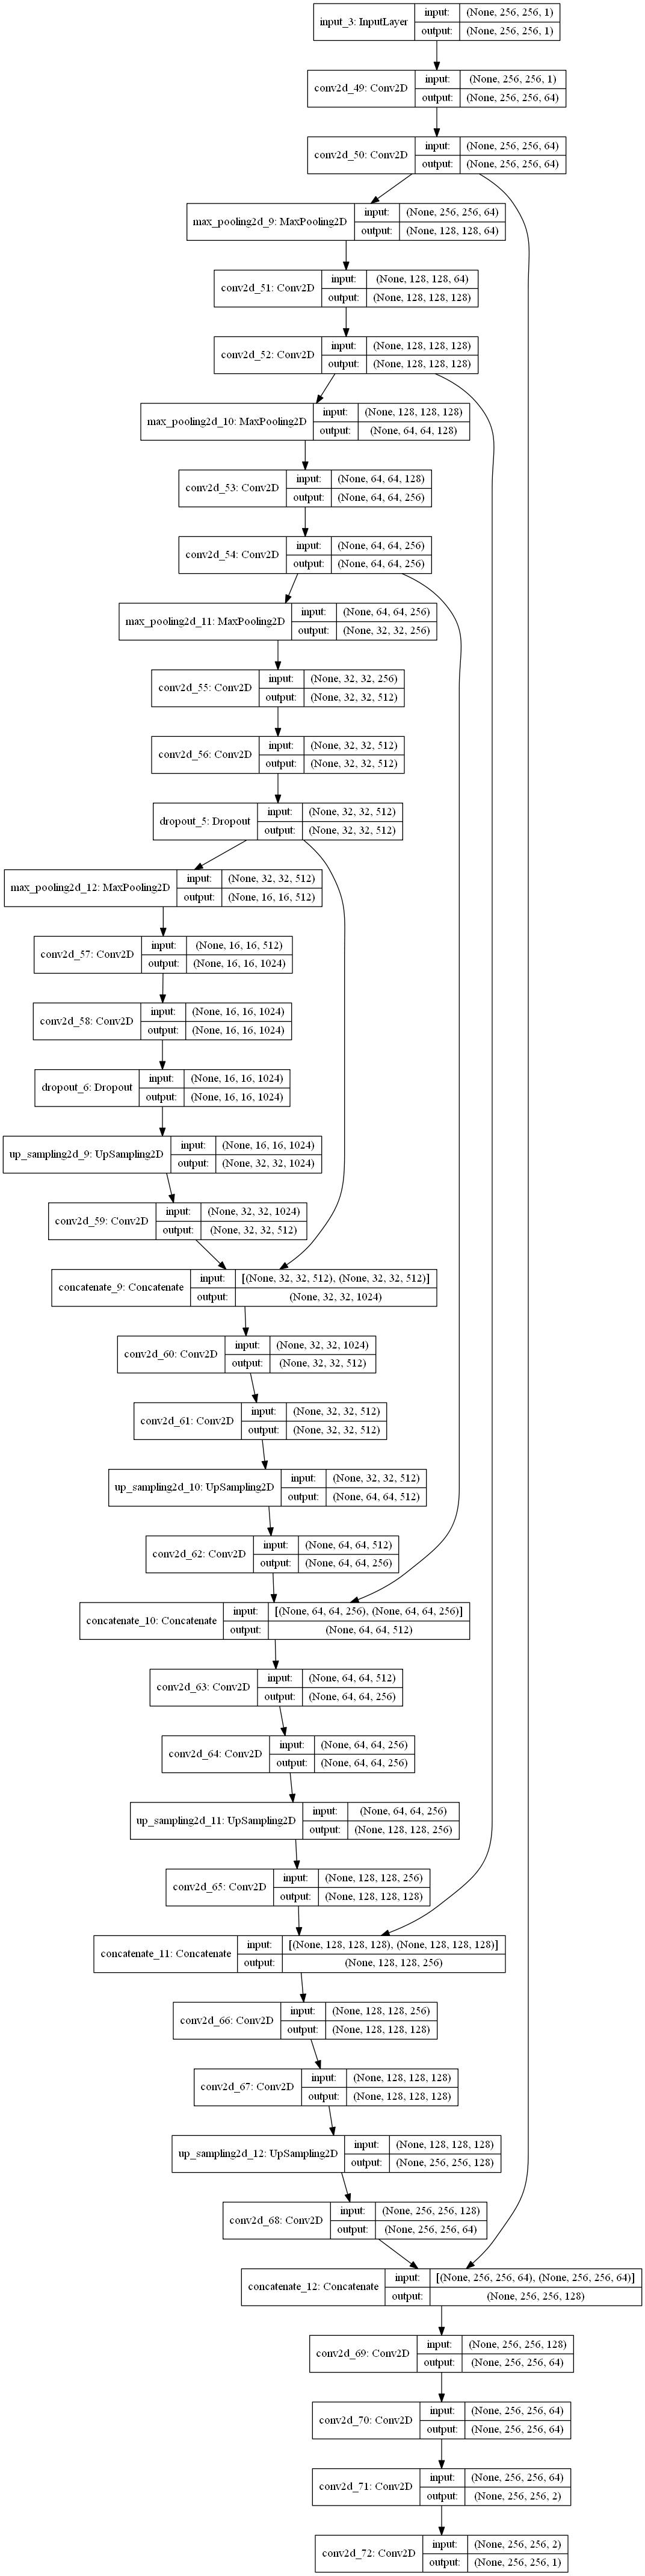 input_3: InputLayer
input:
(None, 256, 256, 1)
output:
(None, 256, 256, 1)
conv2d_49: Conv2D
input:
(None, 256, 256, 1)
output:
(None, 256, 256, 64)
conv2d_50: Conv2D
input:
(None, 256, 256, 64)
output:
(None, 256, 256, 64)
max_pooling2d_9: MaxPooling2D
input:
(None, 256, 256, 64)
output:
(None, 128, 128, 64)
conv2d_51: Conv2D
input:
(None, 128, 128, 64)
output:
(None, 128, 128, 128)
conv2d_52: Conv2D
input:
(None, 128, 128, 128)
output:
(None, 128, 128, 128)
max_pooling2d_10: MaxPooling2D
input:
(None, 128, 128, 128)
output:
(None, 64, 64, 128)
conv2d_53: Conv2D
input:
(None, 64, 64, 128)
output:
(None, 64, 64, 256)
conv2d_54: Conv2D
input:
(None, 64, 64, 256)
output:
(None, 64, 64, 256)
max_pooling2d_11: MaxPooling2D
input:
(None, 64, 64, 256)
output:
(None, 32, 32, 256)
conv2d_55: Conv2D
input:
(None, 32, 32, 256)
output:
(None, 32, 32, 512)
conv2d_56: Conv2D
input:
(None, 32, 32, 512)
output:
(None, 32, 32, 512)
dropout_5: Dropout
input:
(None, 32, 32, 512)
output:
(None, 32, 32, 512)
max_pooling2d_12: MaxPooling2D
input:
(None, 32, 32, 512)
output:
(None, 16, 16, 512)
conv2d_57: Conv2D
input:
(None, 16, 16, 512)
output:
(None, 16, 16, 1024)
conv2d_58: Conv2D
input:
(None, 16, 16, 1024)
output:
(None, 16, 16, 1024)
dropout_6: Dropout
input:
(None, 16, 16, 1024)
output:
(None, 16, 16, 1024)
up_sampling2d_9: UpSampling2D
input:
(None, 16, 16, 1024)
output:
(None, 32, 32, 1024)
conv2d_59: Conv2D
input:
(None, 32, 32, 1024)
output:
(None, 32, 32, 512)
concatenate_9: Concatenate
input:
[(None, 32, 32, 512), (None, 32, 32, 512)]
output:
(None, 32, 32, 1024)
conv2d_60: Conv2D
input:
(None, 32, 32, 1024)
output:
(None, 32, 32, 512)
conv2d_61: Conv2D
input:
(None, 32, 32, 512)
output:
(None, 32, 32, 512)
up_sampling2d_10: UpSampling2D
input:
(None, 32, 32, 512)
output:
(None, 64, 64, 512)
conv2d_62: Conv2D
input:
(None, 64, 64, 512)
output:
(None, 64, 64, 256)
concatenate_10: Concatenate
input:
[(None, 64, 64, 256), (None, 64, 64, 256)]
output:
(None, 64, 64, 512)
conv2d_63: Conv2D
input:
(None, 64, 64, 512)
output:
(None, 64, 64, 256)
conv2d_64: Conv2D
input:
(None, 64, 64, 256)
output:
(None, 64, 64, 256)
up_sampling2d_11: UpSampling2D
input:
(None, 64, 64, 256)
output:
(None, 128, 128, 256)
conv2d_65: Conv2D
input:
(None, 128, 128, 256)
output:
(None, 128, 128, 128)
concatenate_11: Concatenate
input:
[(None, 128, 128, 128), (None, 128, 128, 128)]
output:
(None, 128, 128, 256)
conv2d_66: Conv2D
input:
(None, 128, 128, 256)
output:
(None, 128, 128, 128)
conv2d_67: Conv2D
input:
(None, 128, 128, 128)
output:
(None, 128, 128, 128)
up_sampling2d_12: UpSampling2D
input:
(None, 128, 128, 128)
output:
(None, 256, 256, 128)
conv2d_68: Conv2D
input:
(None, 256, 256, 128)
output:
(None, 256, 256, 64)
concatenate_12: Concatenate
input:
[(None, 256, 256, 64), (None, 256, 256, 64)]
output:
(None, 256, 256, 128)
conv2d_69: Conv2D
input:
(None, 256, 256, 128)
output:
(None, 256, 256, 64)
conv2d_70: Conv2D
input:
(None, 256, 256, 64)
output:
(None, 256, 256, 64)
conv2d_71: Conv2D
input:
(None, 256, 256, 64)
output:
(None, 256, 256, 2)
conv2d_72: Conv2D
input:
(None, 256, 256, 2)
output:
(None, 256, 256, 1)